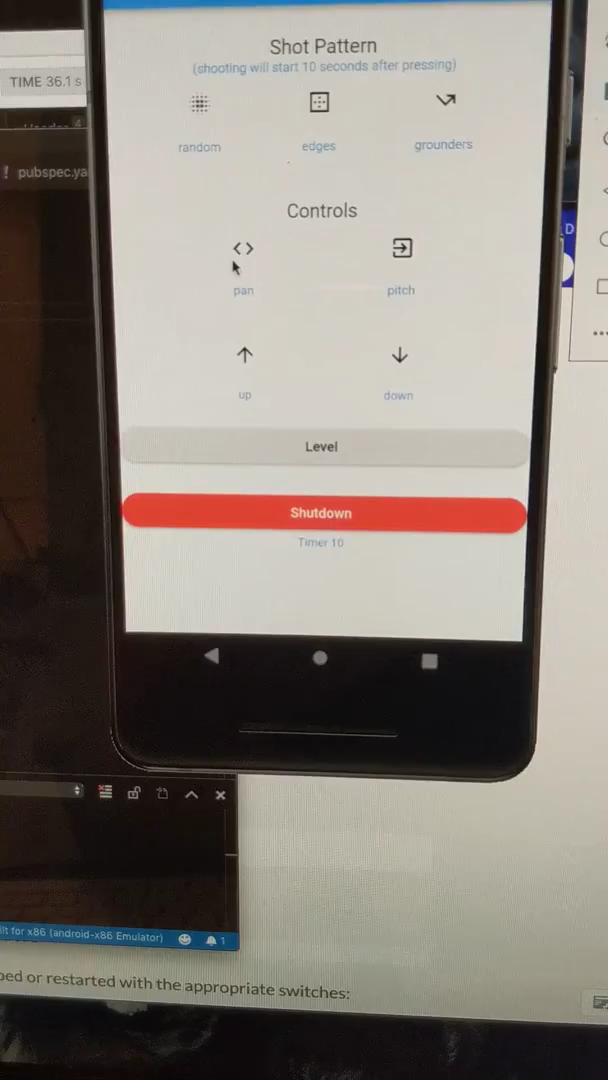 Shot Pattern
(shooting will start 10 seconds after pressing)
TIME 36.1 s
random
edges
grounders
! pubspec.ya
Controls
D
pan
pitch
up
down
Level
Shutdown
Timer 10
ilt for x86 (android-x86 Emulator)
1
ped or restarted with the appropriate switches: